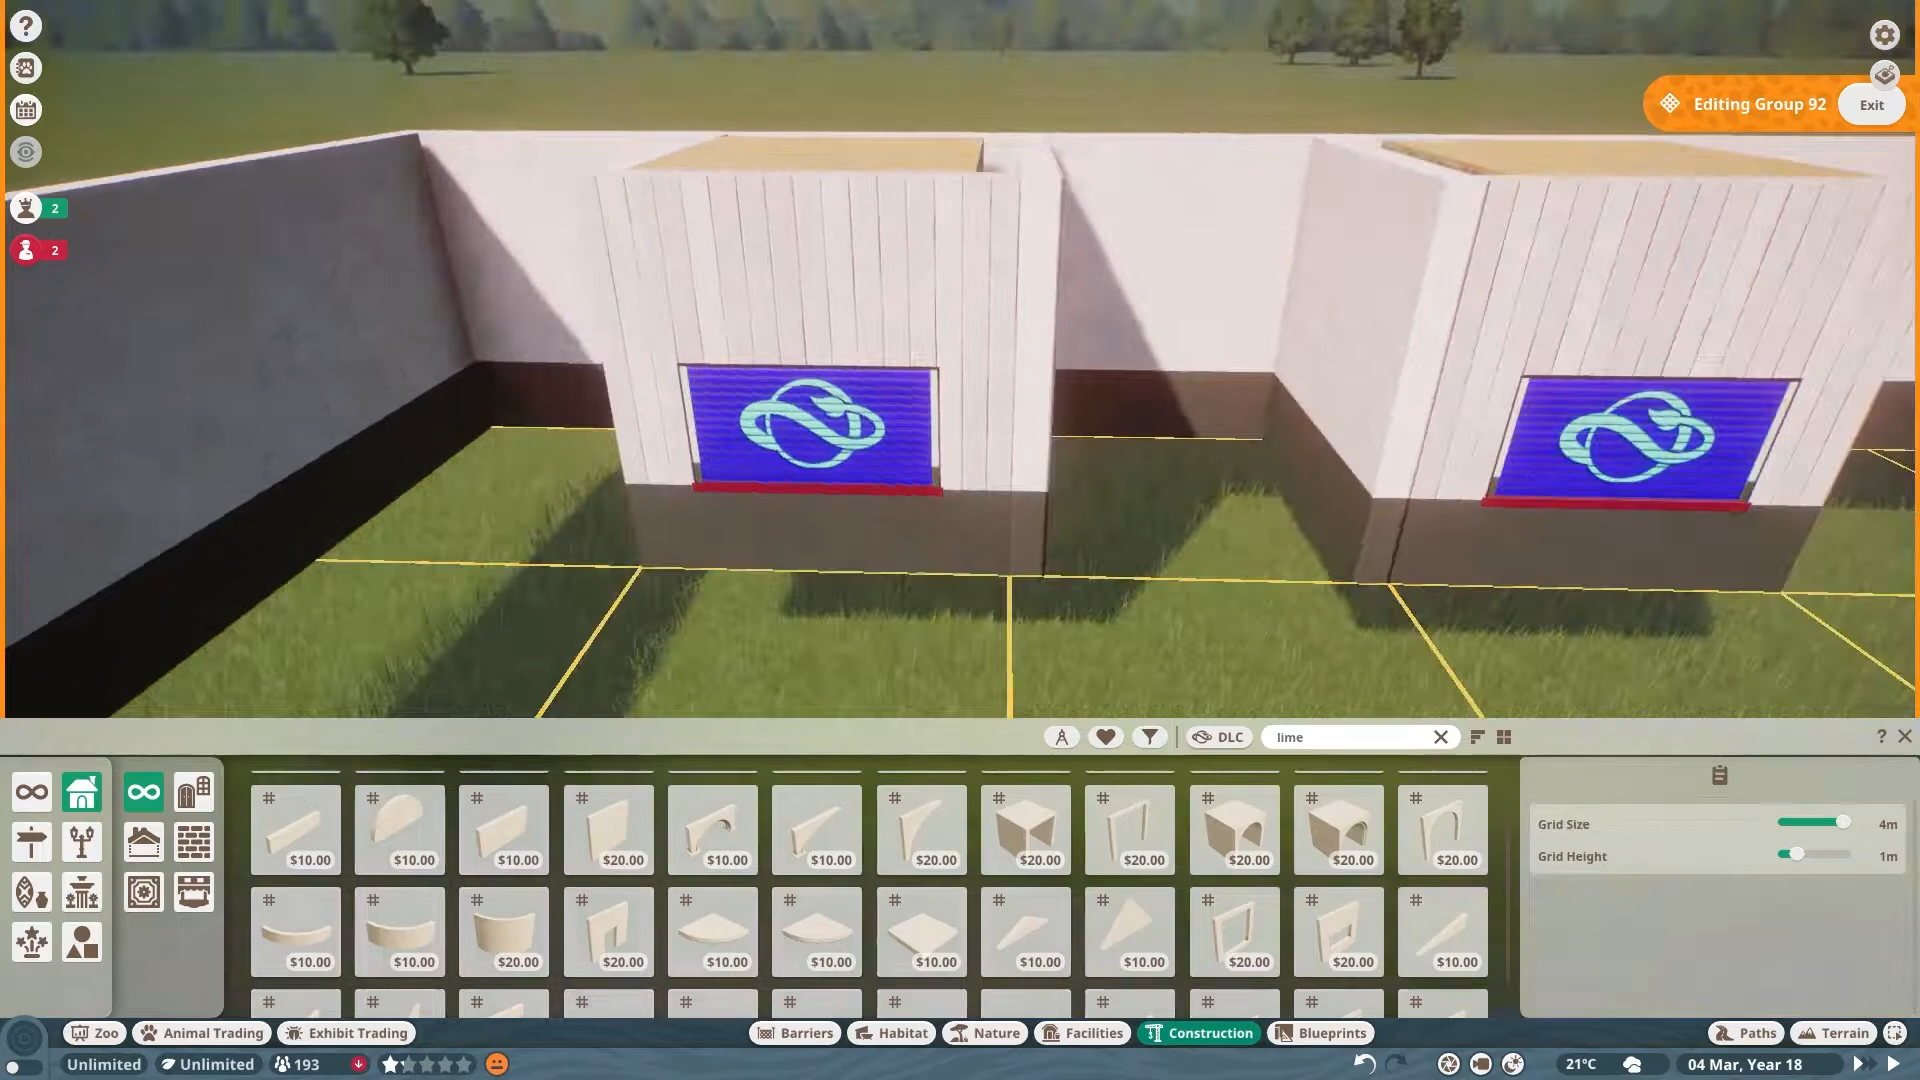 ?
Editing Group 92
Exit
2
2
DLC
lime
?
$10.00 $10.00 $10.00 $20.00 $10.00 $10.00 $20.00 $20.00 $20.00 $20.00 $20.00 $20.00
Grid Size 4m
Grid Height 1m
$10.00 $10.00 $20.00 $20.00 $10.00 $10.00 $10.00 $10.00 $10.00 $20.00 $20.00 $10.00
Zoo Animal Trading Exhibit Trading Barriers Habitat Nature Facilities Construction Blueprints Paths Terrain
Unlimited Unlimited 193 21°C 04 Mar, Year 18